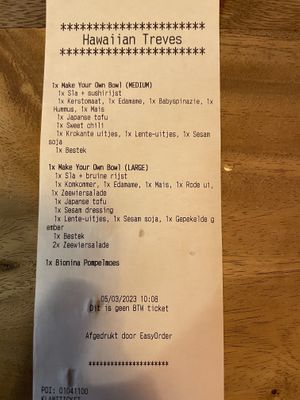 ************************
Hawaiian Treves
************************
1x Make Your Own Bowl (MEDIUM)
1x Sla + sushirijst
1x Kerstomaat, 1x Edamame, 1x Babyspinazie, 1x
Hummus, 1x Mais
1x Japanse tofu
1x Sweet chili
1x Krokante uitjes, 1x Lente-uitjes, 1x Sesam
soja
1x Bestek
1x Make Your Own Bowl (LARGE)
1x Sla + bruine rijst
1x Komkommer, 1x Edamame, 1x Mais, 1x Rode ui,
1x Zeewiersalade
1x Japanse tofu
1x Sesam dressing
1x Lente-uitjes, 1x Sesam soja, 1x Gepekelde g
ember
1x Bestek
2x Zeewiersalade
1x Bionina Pompelmoes
05/03/2023 10:08
Dit is geen BTW ticket
Afgedrukt door EasyOrder
************************
POI: 01041100
KLANTTICKET